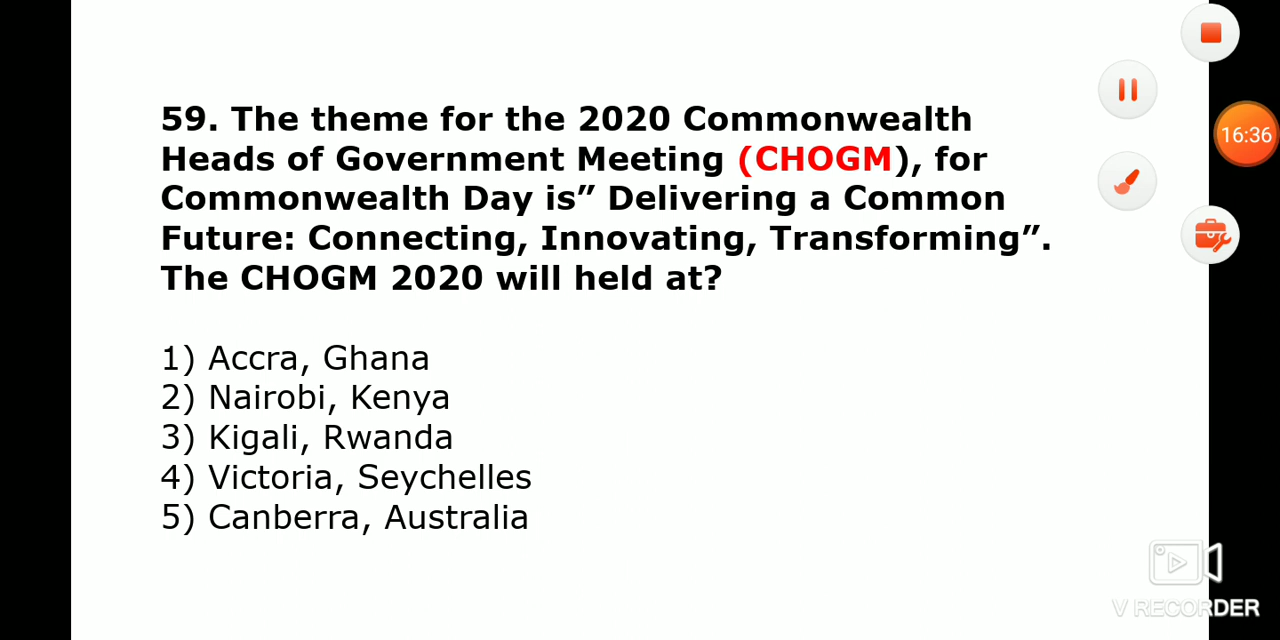 59. The theme for the 2020 Commonwealth
Heads of Government Meeting (CHOGM), for
Commonwealth Day is” Delivering a Common
Future: Connecting, Innovating, Transforming”.
The CHOGM 2020 will held at?
1) Accra, Ghana
2) Nairobi, Kenya
3) Kigali, Rwanda
4) Victoria, Seychelles
5) Canberra, Australia
16:36
V RECORDER